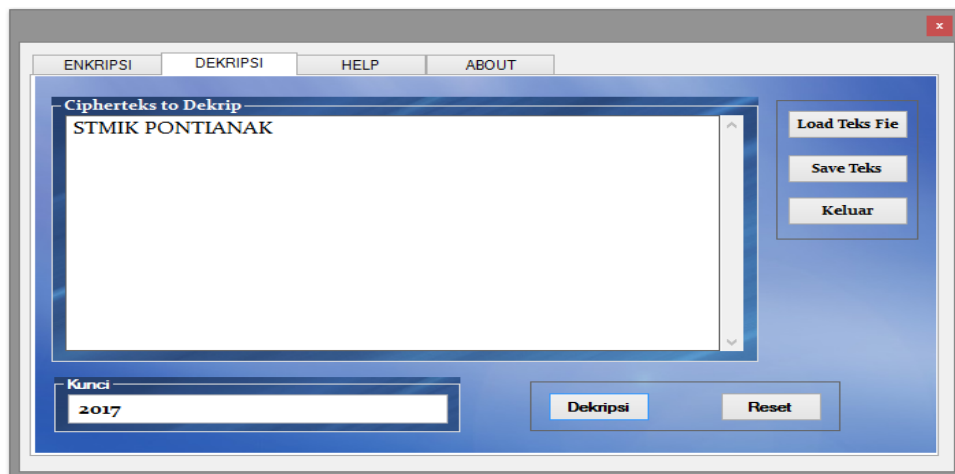 ×
ENKRIPSI DEKRIPSI HELP ABOUT
Cipherteks to Dekrip
STMIK PONTIANAK
Load Teks Fie
Save Teks
Keluar
Kunci
2017
Dekripsi Reset